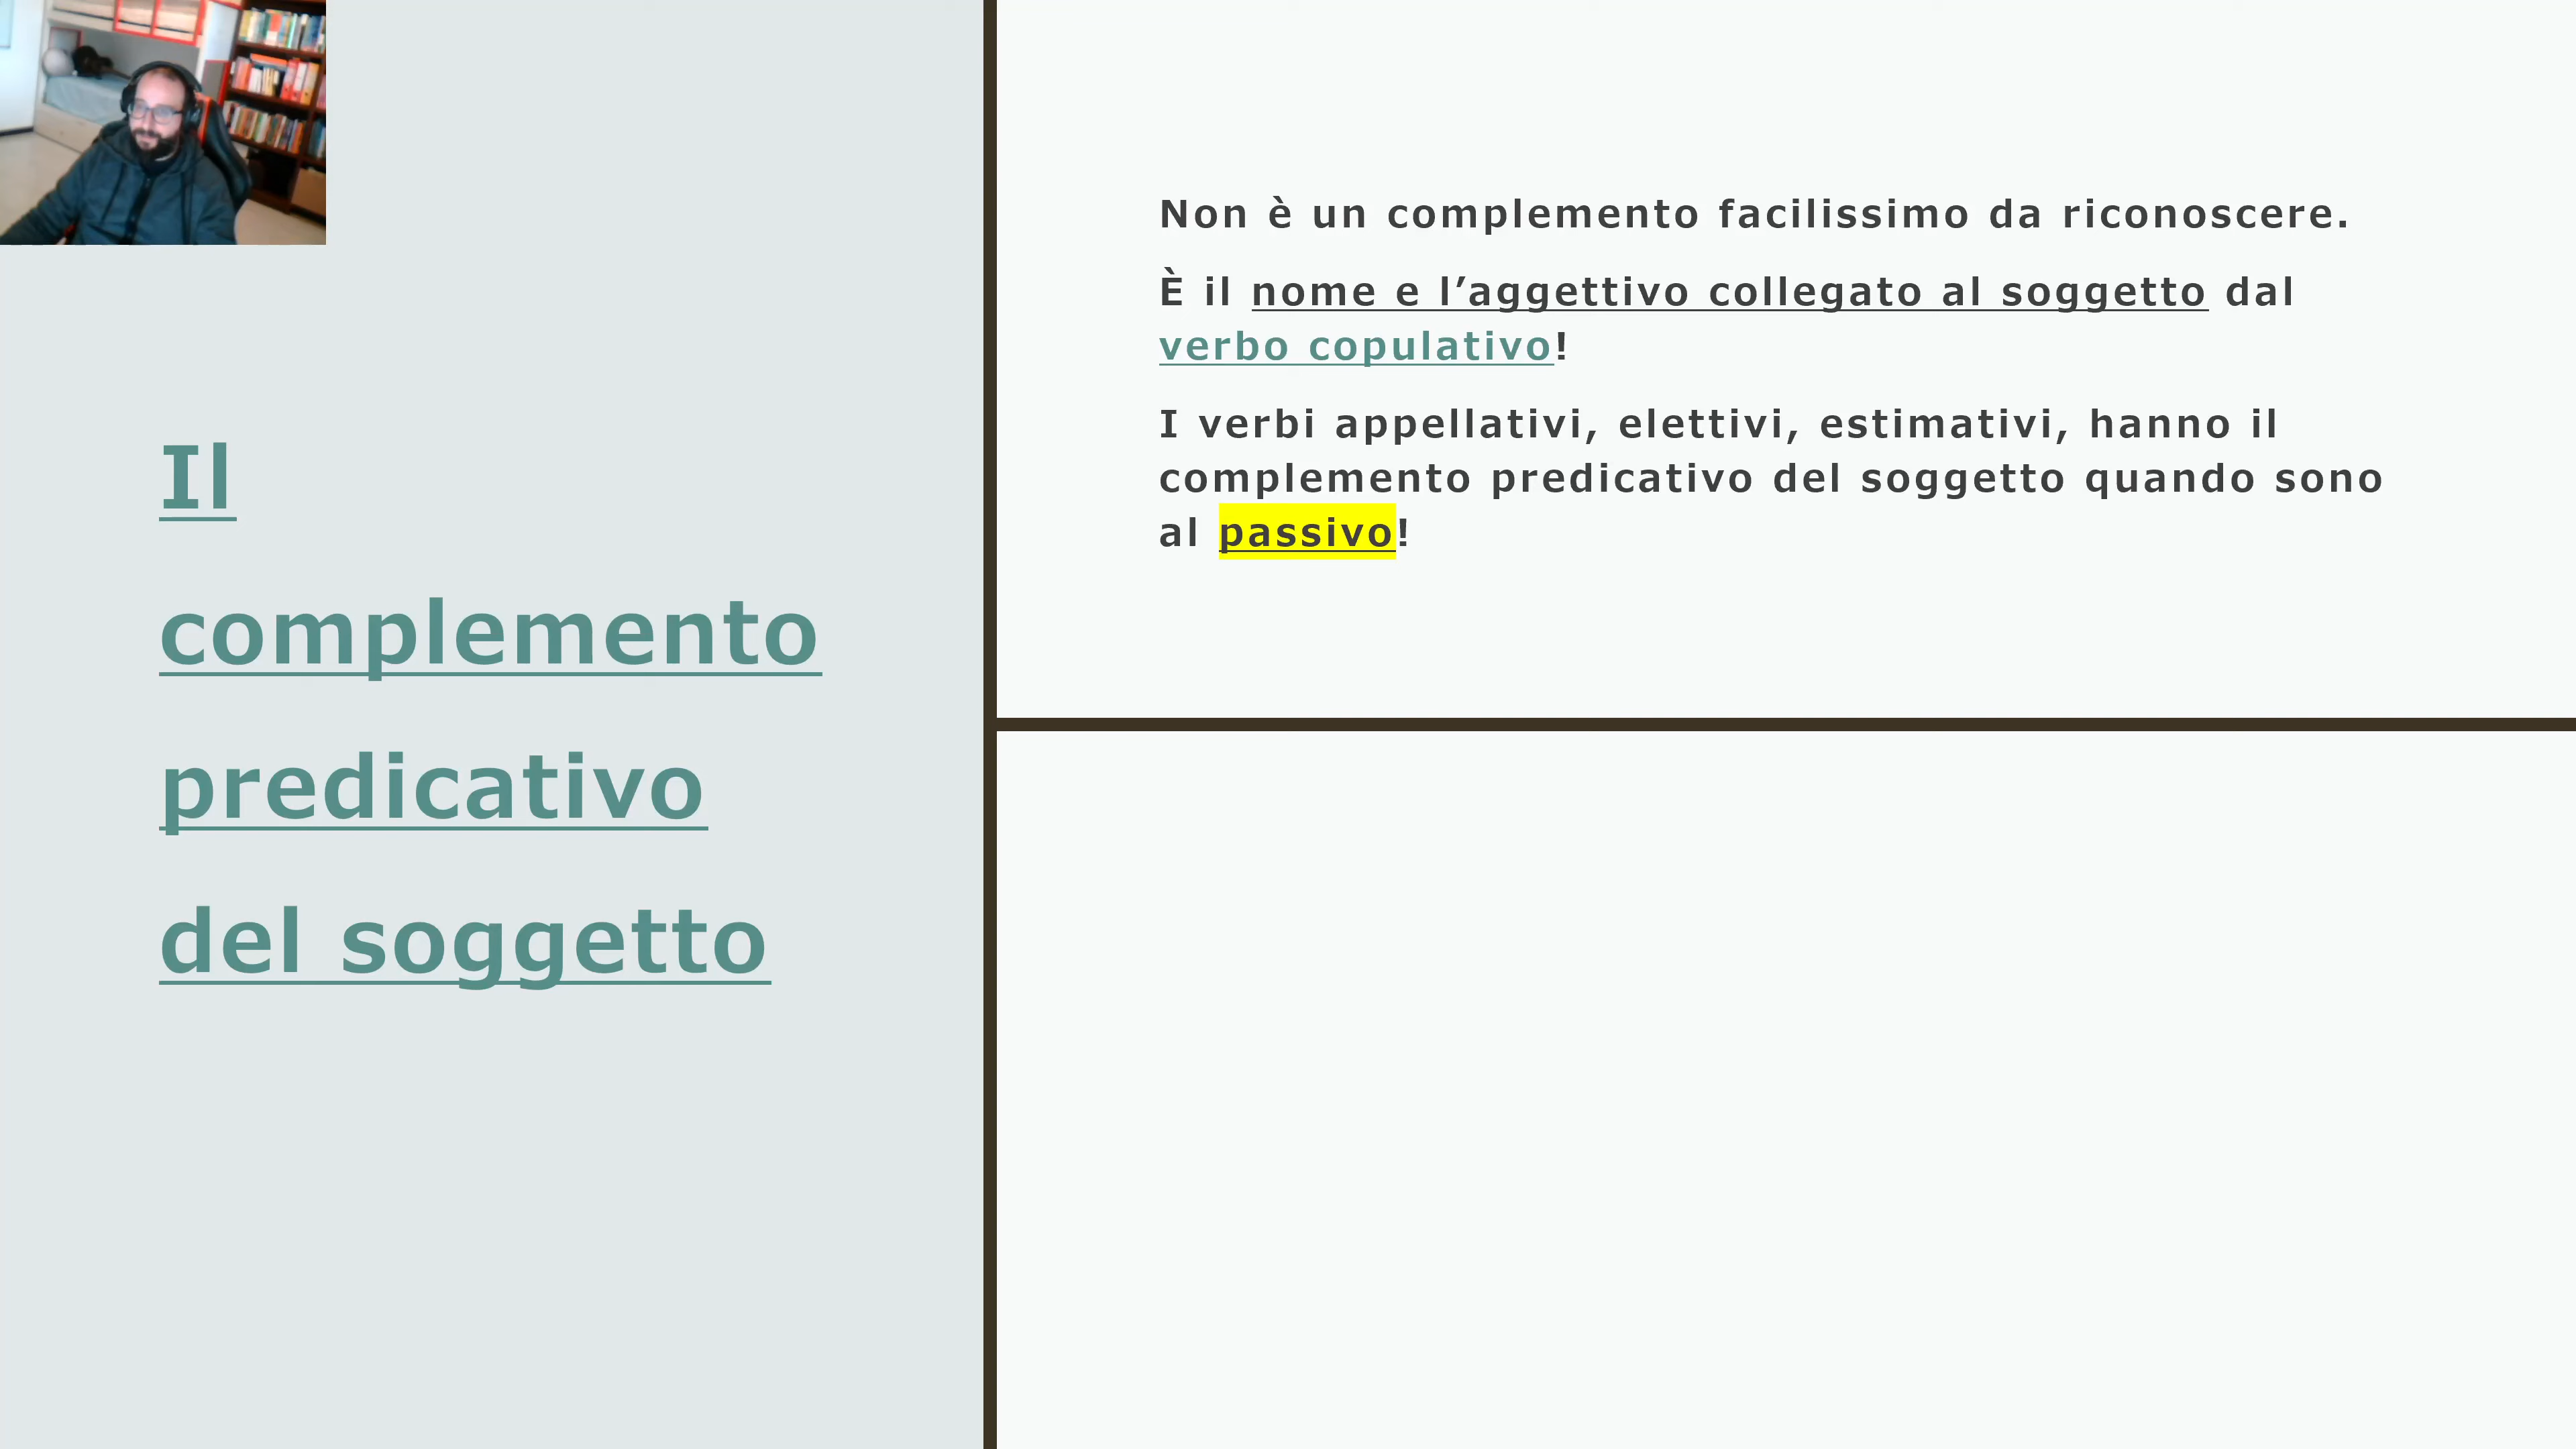 Il
complemento
predicativo
del soggetto
Non è un complemento facilissimo da riconoscere.
È il nome e l’aggettivo collegato al soggetto dal
verbo copulativo!
I verbi appellativi, elettivi, estimativi, hanno il
complemento predicativo del soggetto quando sono
al passivo!